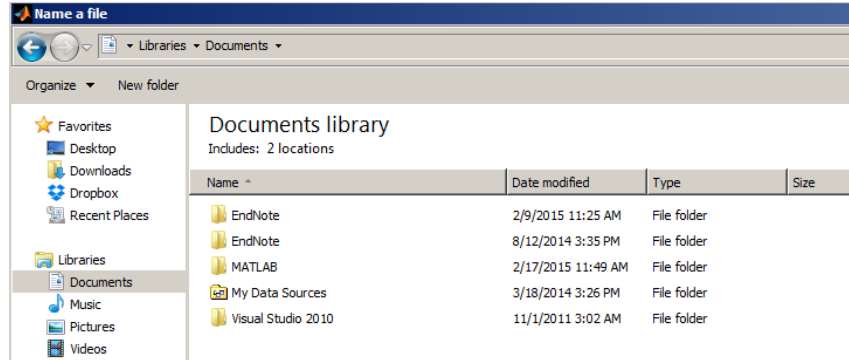 Name a file
Libraries Documents
Organize New folder
Favorites
Desktop
Downloads
Dropbox
Recent Places
Libraries
Documents
Music
Pictures
Videos
Documents library
Includes: 2 locations
Name Date modified Type Size
EndNote 2/9/2015 11:25 AM File folder
EndNote 8/12/2014 3:35 PM File folder
MATLAB 2/17/2015 11:49 AM File folder
My Data Sources 3/18/2014 3:26 PM File folder
Visual Studio 2010 11/1/2011 3:02 AM File folder